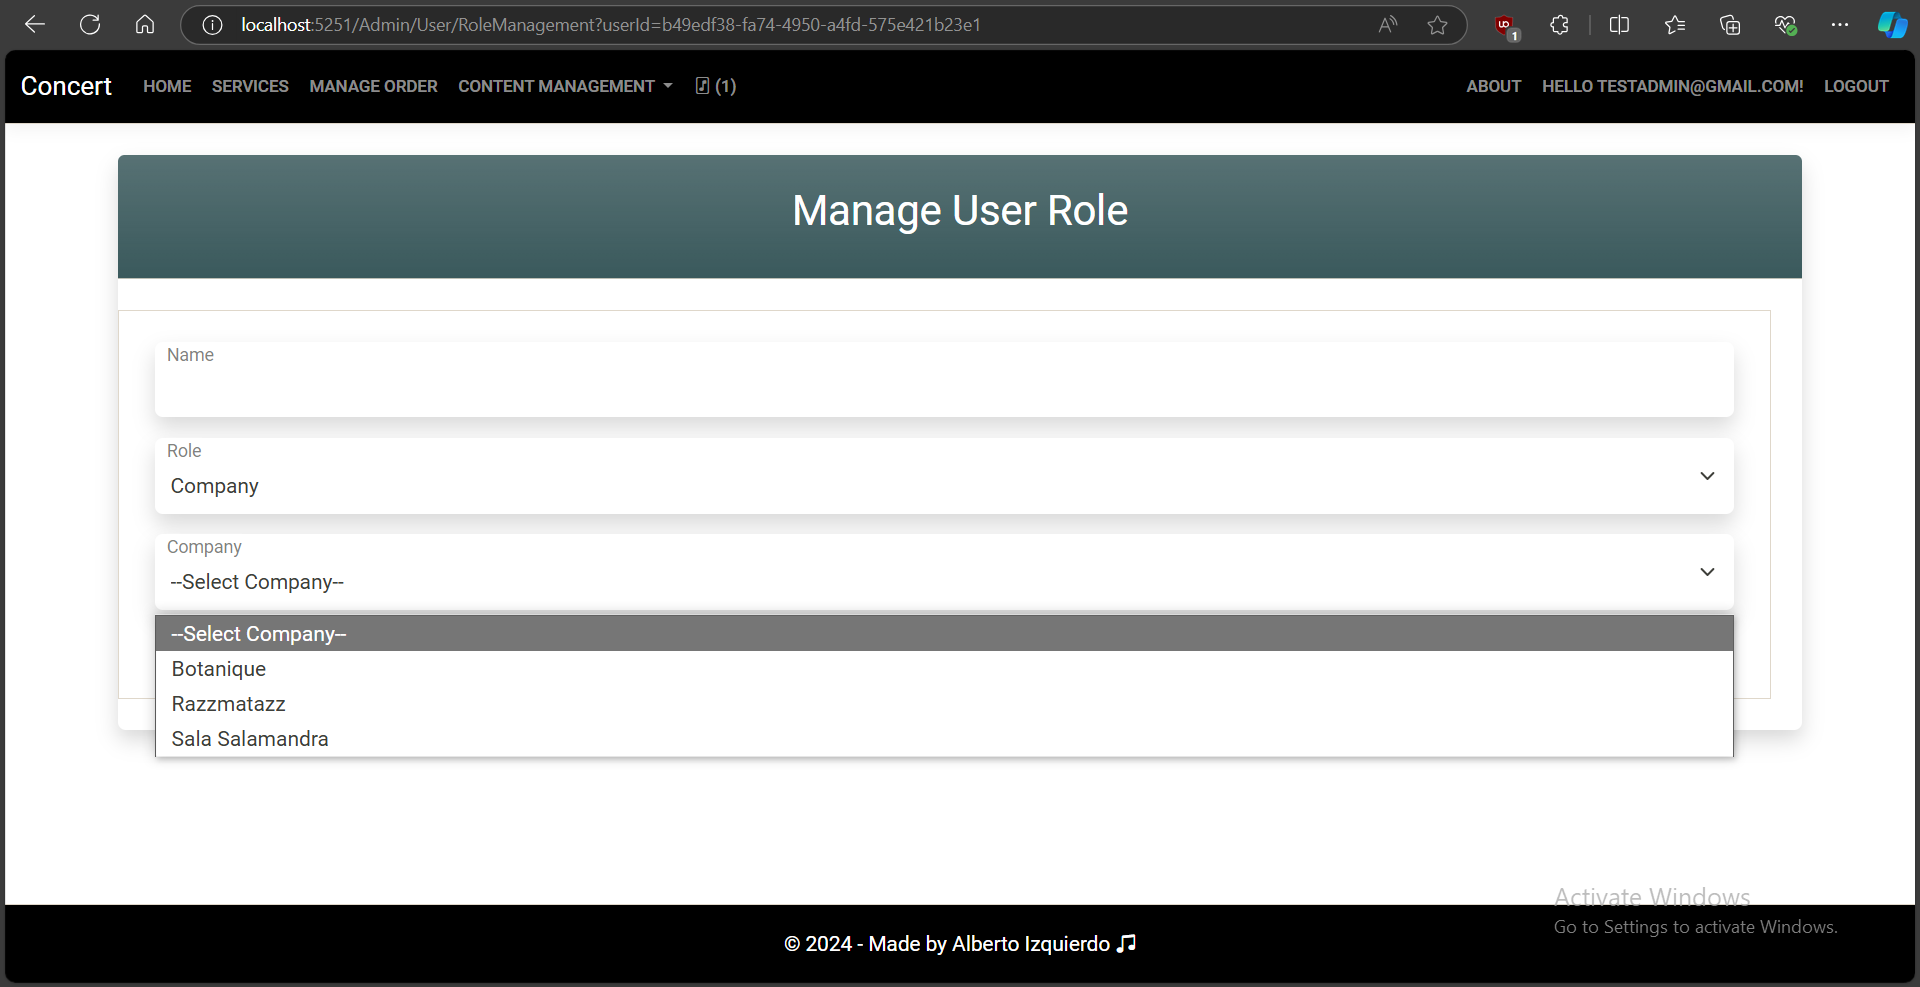 localhost:5251/Admin/User/RoleManagement?userId=b49edf38-fa74-4950-a4fd-575e421b23e1
A
UD
1
Concert HOME SERVICES MANAGE ORDER CONTENT MANAGEMENT (1) ABOUT HELLO TESTADMIN@GMAIL.COM! LOGOUT
Manage User Role
Name
Role
Company
Company
--Select Company--
--Select Company--
Botanique
Razzmatazz
Sala Salamandra
Activate Windows
Go to Settings to activate Windows.
© 2024 - Made by Alberto Izquierdo